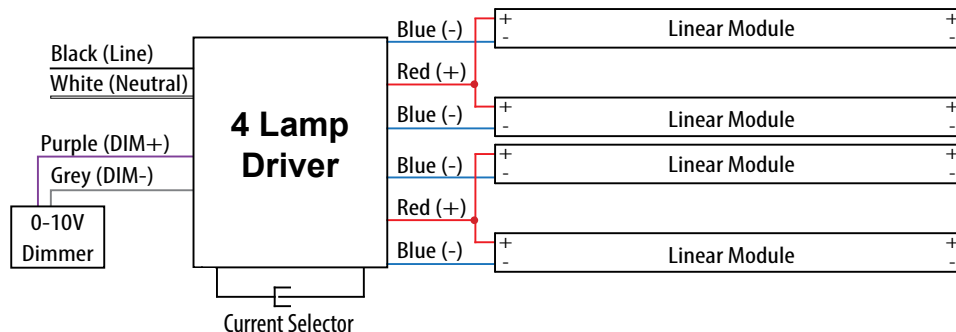 Black (Line)
White (Neutral)
Purple (DIM+)
Grey (DIM-)
0-10V
Dimmer
4 Lamp
Driver
Current Selector
Blue (-)
Red (+)
Blue (-)
Blue (-)
Red (+)
Blue (-)
+ Linear Module +
- -
+ Linear Module +
- -
+ Linear Module +
- -
+ Linear Module +
- -